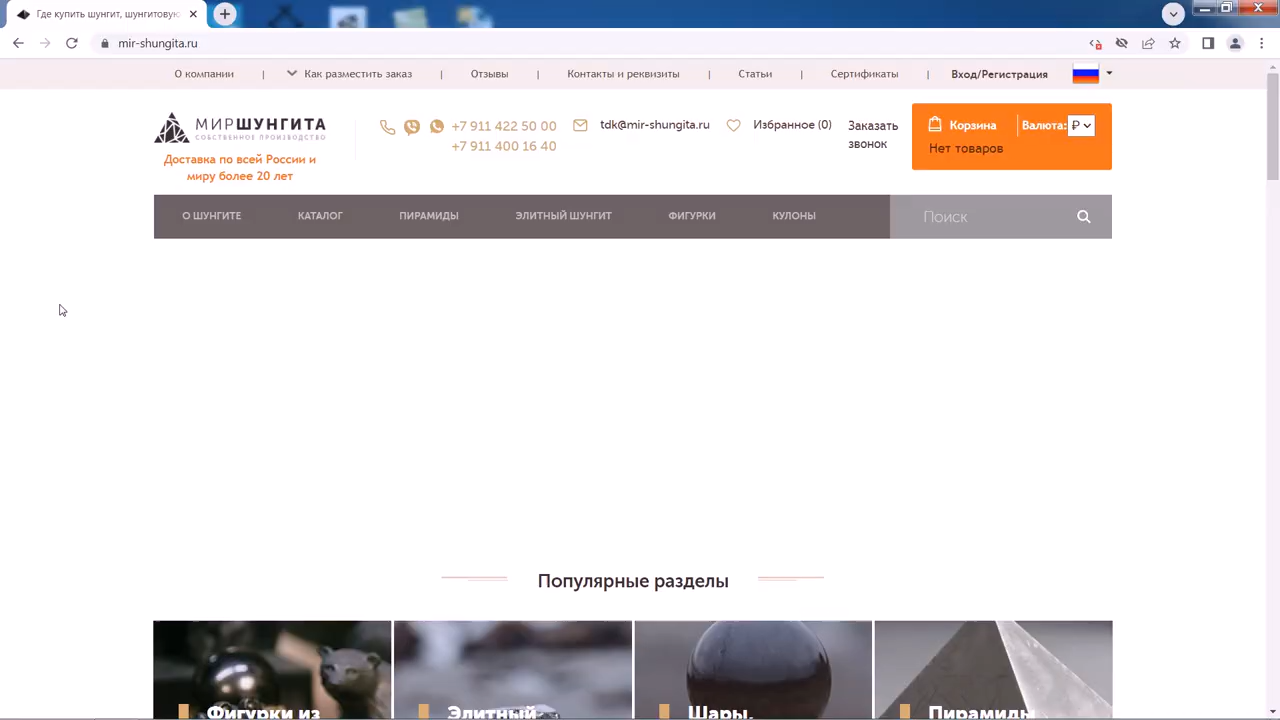 Где купить шунгит, шунгитовую
mir-shungita.ru
О компании | Как разместить заказ | Отзывы | Контакты и реквизиты | Статьи | Сертификаты | Вход/Регистрация
МИРШУНГИТА
СОБСТВЕННОЕ ПРОИЗВОДСТВО
Доставка по всей России и
миру более 20 лет
+7 911 422 50 00
+7 911 400 16 40
tdk@mir-shungita.ru
Избранное (0)
Заказать
звонок
Корзина
Валюта: ₽
Нет товаров
О ШУНГИТЕ КАТАЛОГ ПИРАМИДЫ ЭЛИТНЫЙ ШУНГИТ ФИГУРКИ КУЛОНЫ Поиск
Популярные разделы
Фигурки из Элитный Шары, Пирамиды